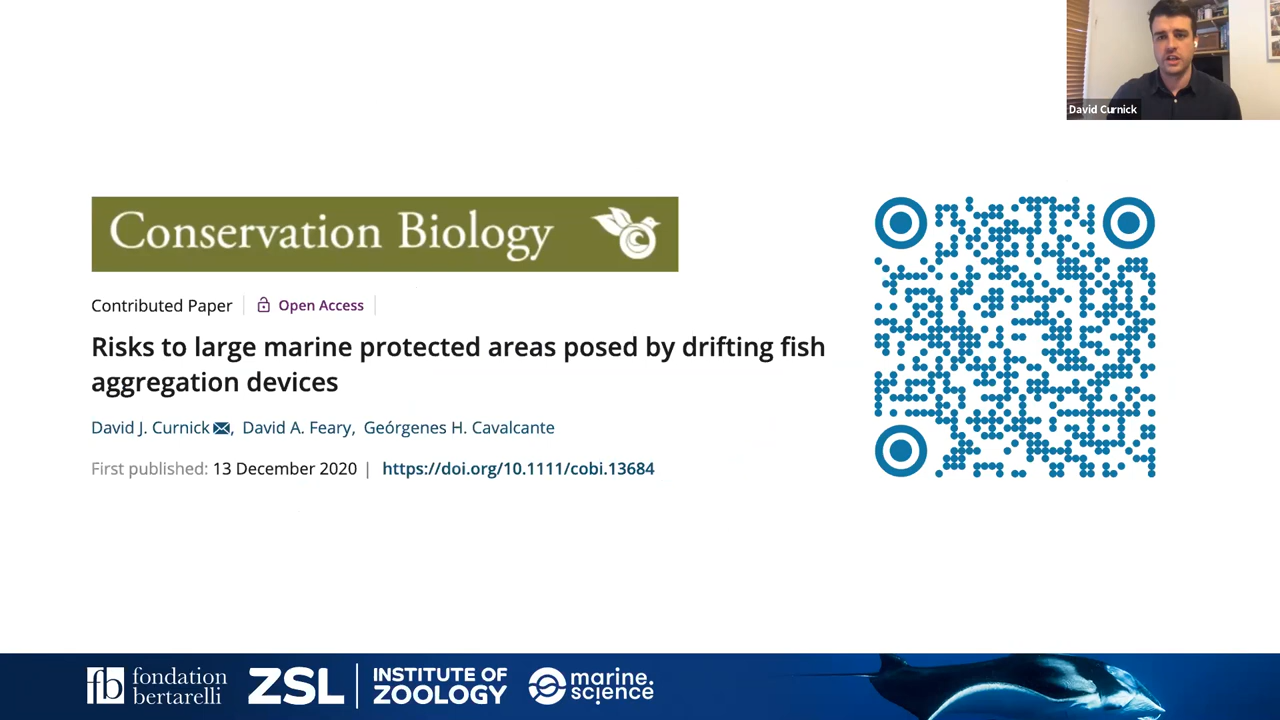 David Curnick
Conservation Biology
Contributed Paper
Open Access
Risks to large marine protected areas posed by drifting fish
aggregation devices
David J. Curnick, David A. Feary, Geórgenes H. Cavalcante
First published: 13 December 2020 | https://doi.org/10.1111/cobi.13684
fb fondation
bertarelli
ZSL
INSTITUTE OF
ZOOLOGY
marine.
science